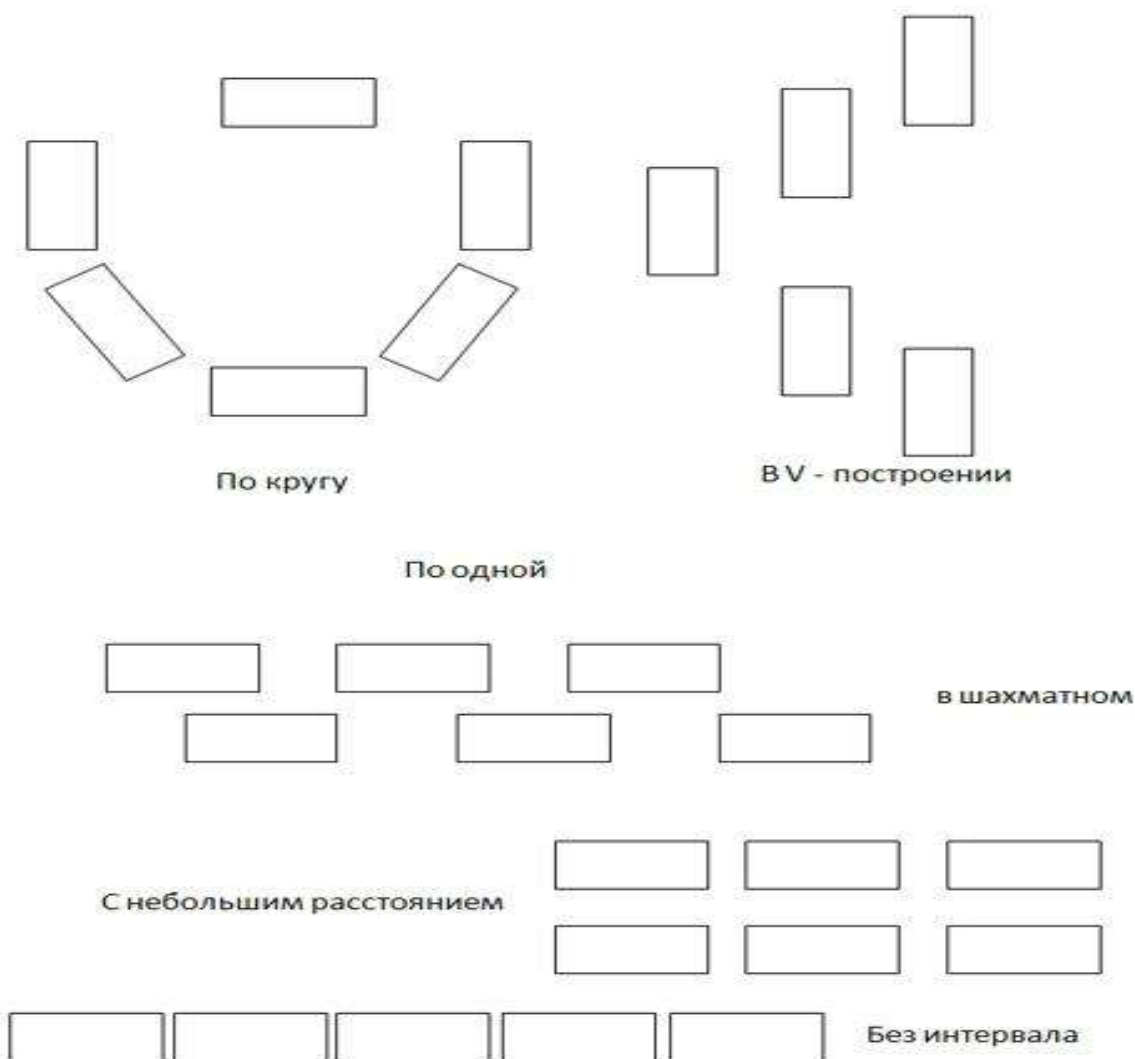 По кругу
В V - построении
По одной
в шахматном
С небольшим расстоянием
Без интервала